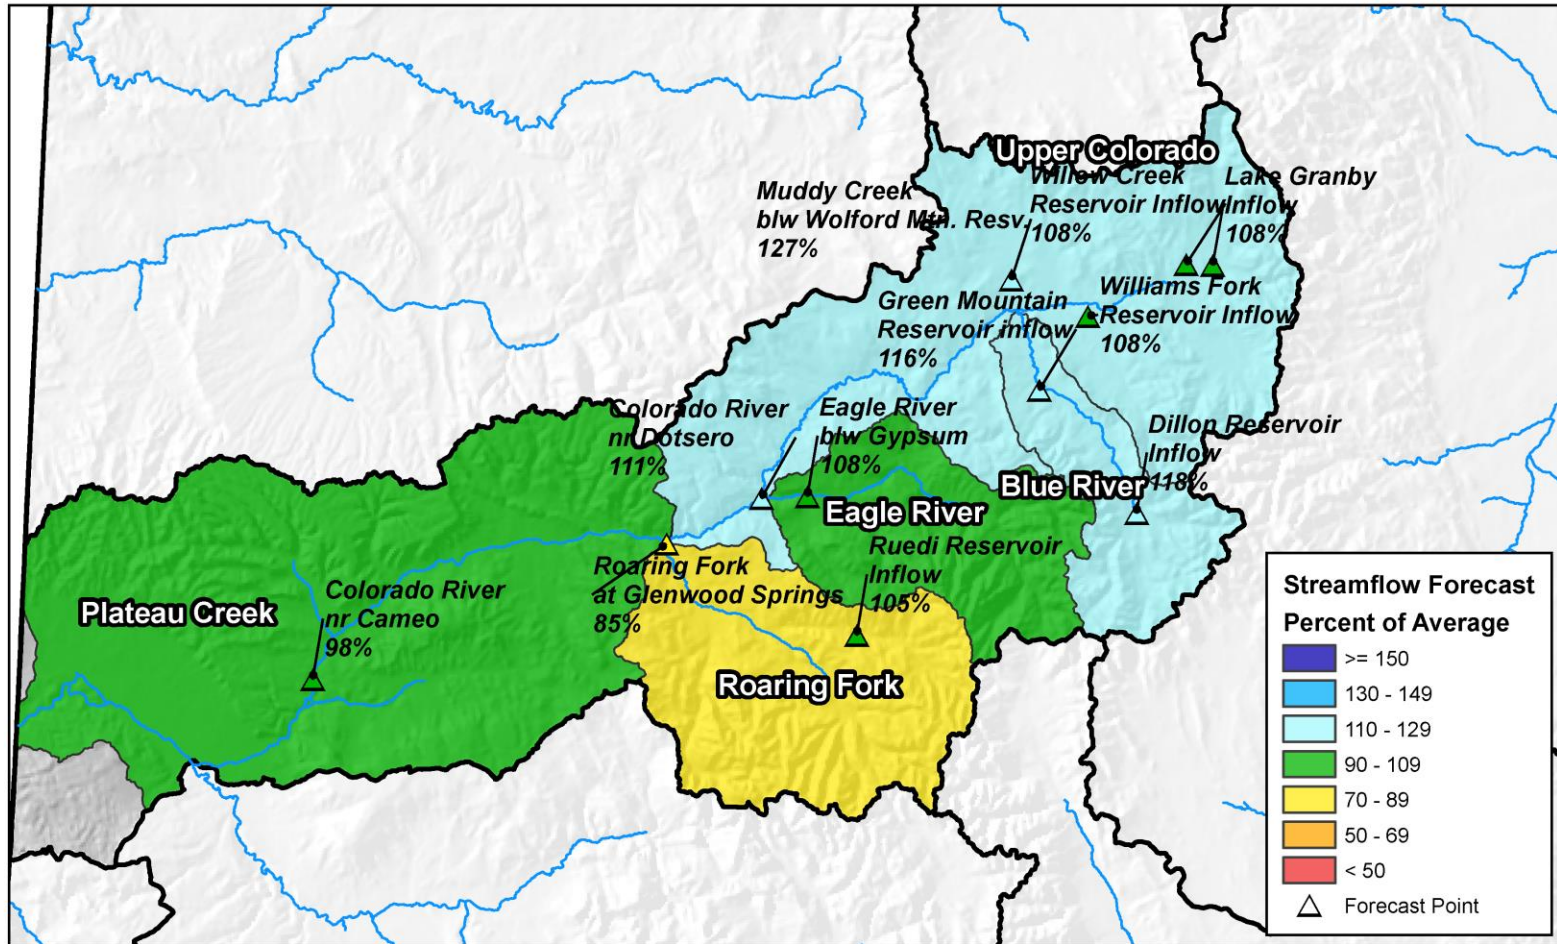 Upper Colorado
Muddy Creek
blw Wolford Mtn. Resv.
127%
Willow Creek
Reservoir Inflow
108%
Lake Granby
Inflow
108%
Green Mountain
Reservoir inflow
116%
Williams Fork
Reservoir Inflow
108%
Colorado River
nr Dotsero
111%
Eagle River
blw Gypsum
108%
Dillon Reservoir
Inflow
118%
Blue River
Eagle River
Ruedi Reservoir
Inflow
105%
Roaring Fork
at Glenwood Springs
85%
Colorado River
nr Cameo
98%
Plateau Creek
Roaring Fork
Streamflow Forecast
Percent of Average
>= 150
130 - 149
110 - 129
90 - 109
70 - 89
50 - 69
< 50
Forecast Point